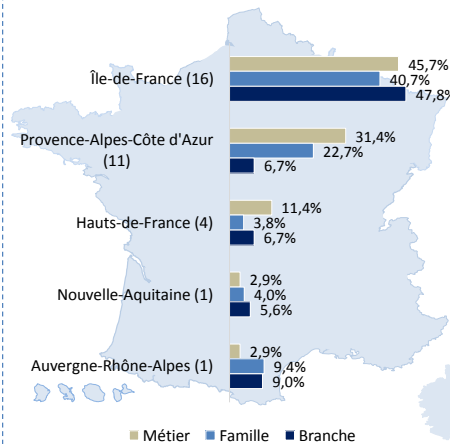 Île-de-France (16)
45,7%
40,7%
47,8%
Provence-Alpes-Côte d'Azur
(11)
31,4%
22,7%
6,7%
Hauts-de-France (4)
11,4%
3,8%
6,7%
Nouvelle-Aquitaine (1)
2,9%
4,0%
5,6%
Auvergne-Rhône-Alpes (1)
2,9%
9,4%
9,0%
Métier Famille Branche